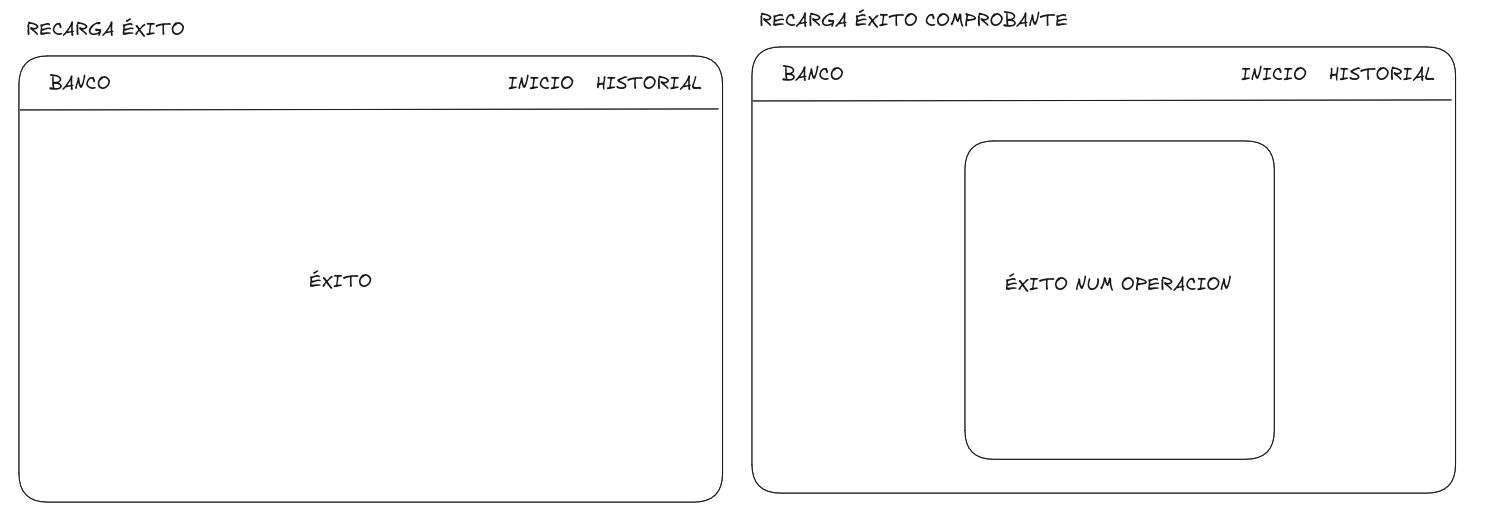 RECARGA ÉXITO
BANCO INICIO HISTORIAL
ÉXITO
RECARGA ÉXITO COMPROBANTE
BANCO INICIO HISTORIAL
ÉXITO NUM OPERACION